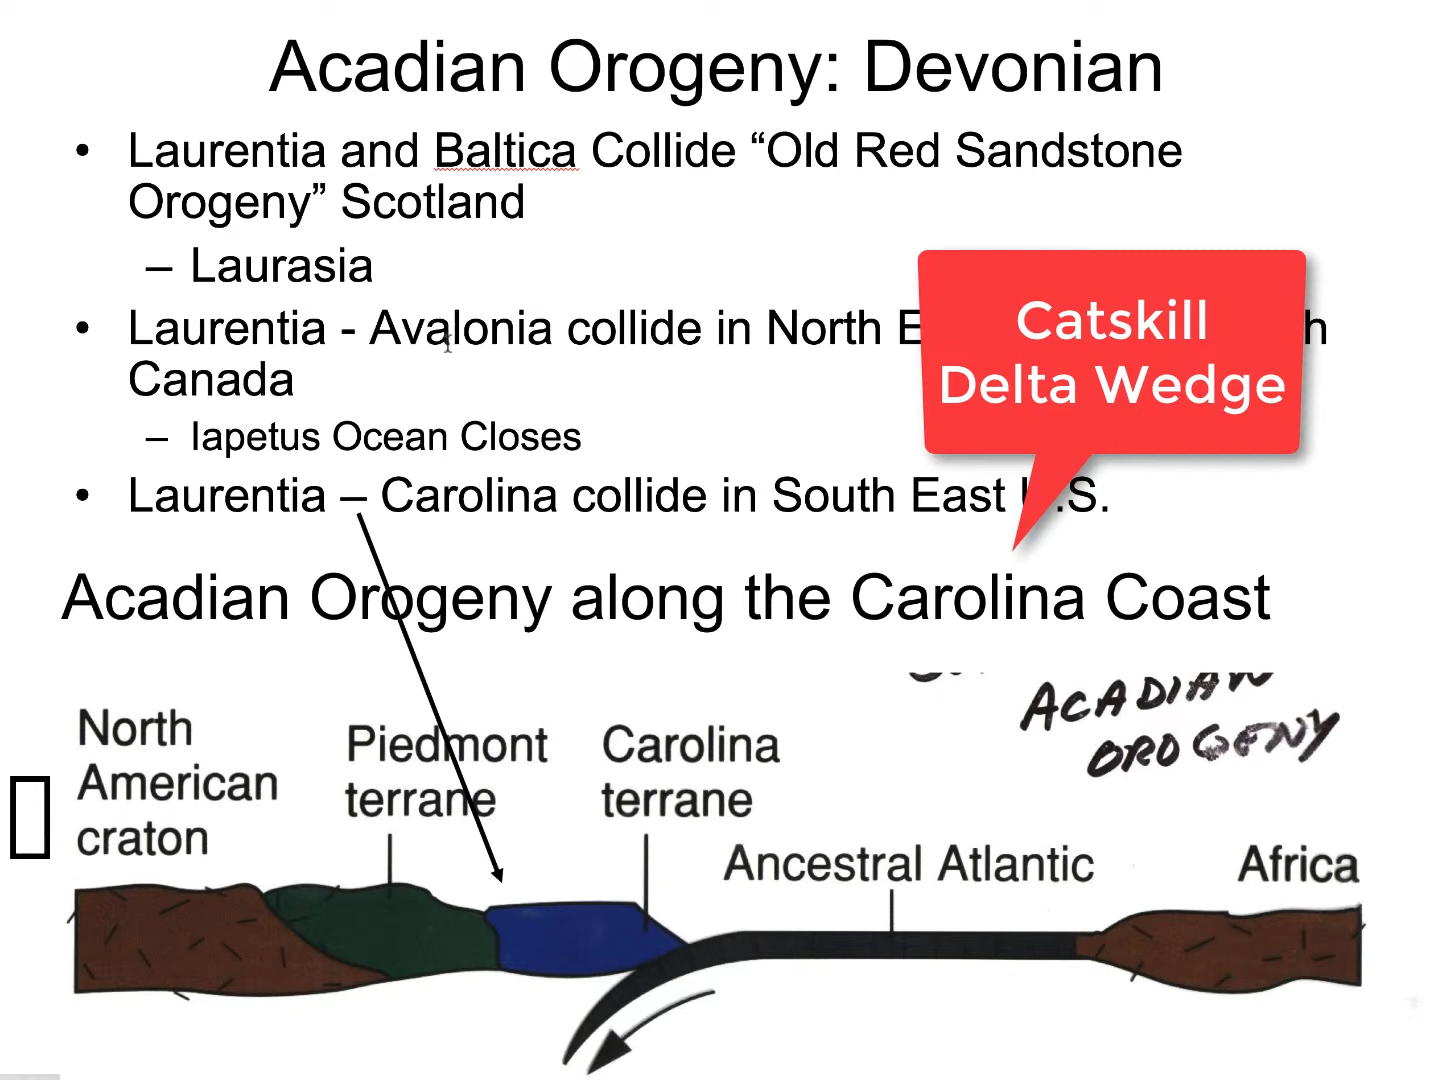 Acadian Orogeny: Devonian
• Laurentia and Baltica Collide “Old Red Sandstone
Orogeny” Scotland
– Laurasia
• Laurentia - Avalonia collide in North
Canada
– Iapetus Ocean Closes
• Laurentia – Carolina collide in South East U.S.
Catskill
Delta Wedge
Acadian Orogeny along the Carolina Coast
ACADIAN
OROGENY
North
American
craton
Piedmont
terrane
Carolina
terrane
Ancestral Atlantic
Africa